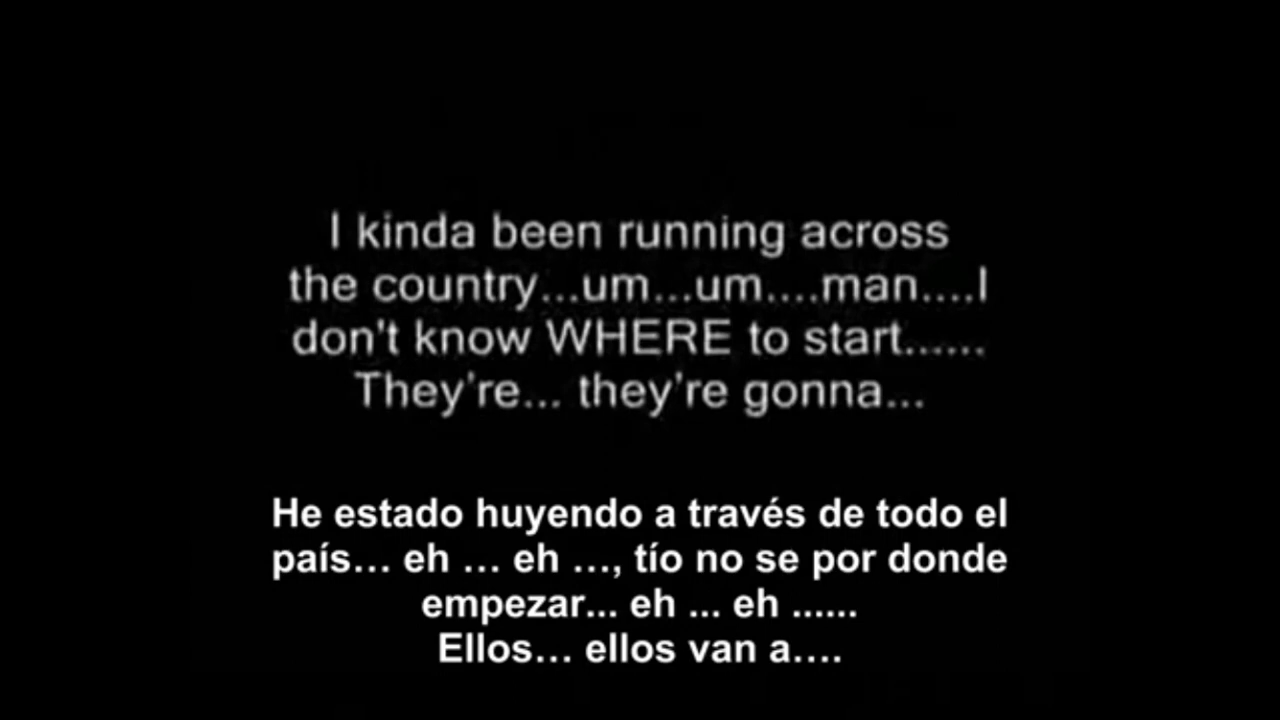 I kinda been running across
the country...um...um....man....I
don't know WHERE to start......
They're... they're gonna...
He estado huyendo a través de todo el
país... eh ... eh ..., tío no se por donde
empezar... eh ... eh ......
Ellos... ellos van a....